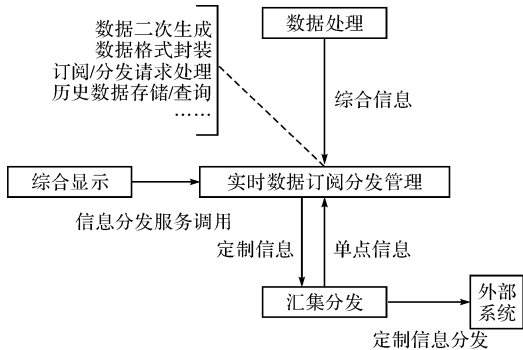 数据二次生成
数据格式封装
订阅/分发请求处理
历史数据存储/查询
……
数据处理
综合信息
综合显示
实时数据订阅分发管理
信息分发服务调用
定制信息
单点信息
汇集分发
外部
系统
定制信息分发